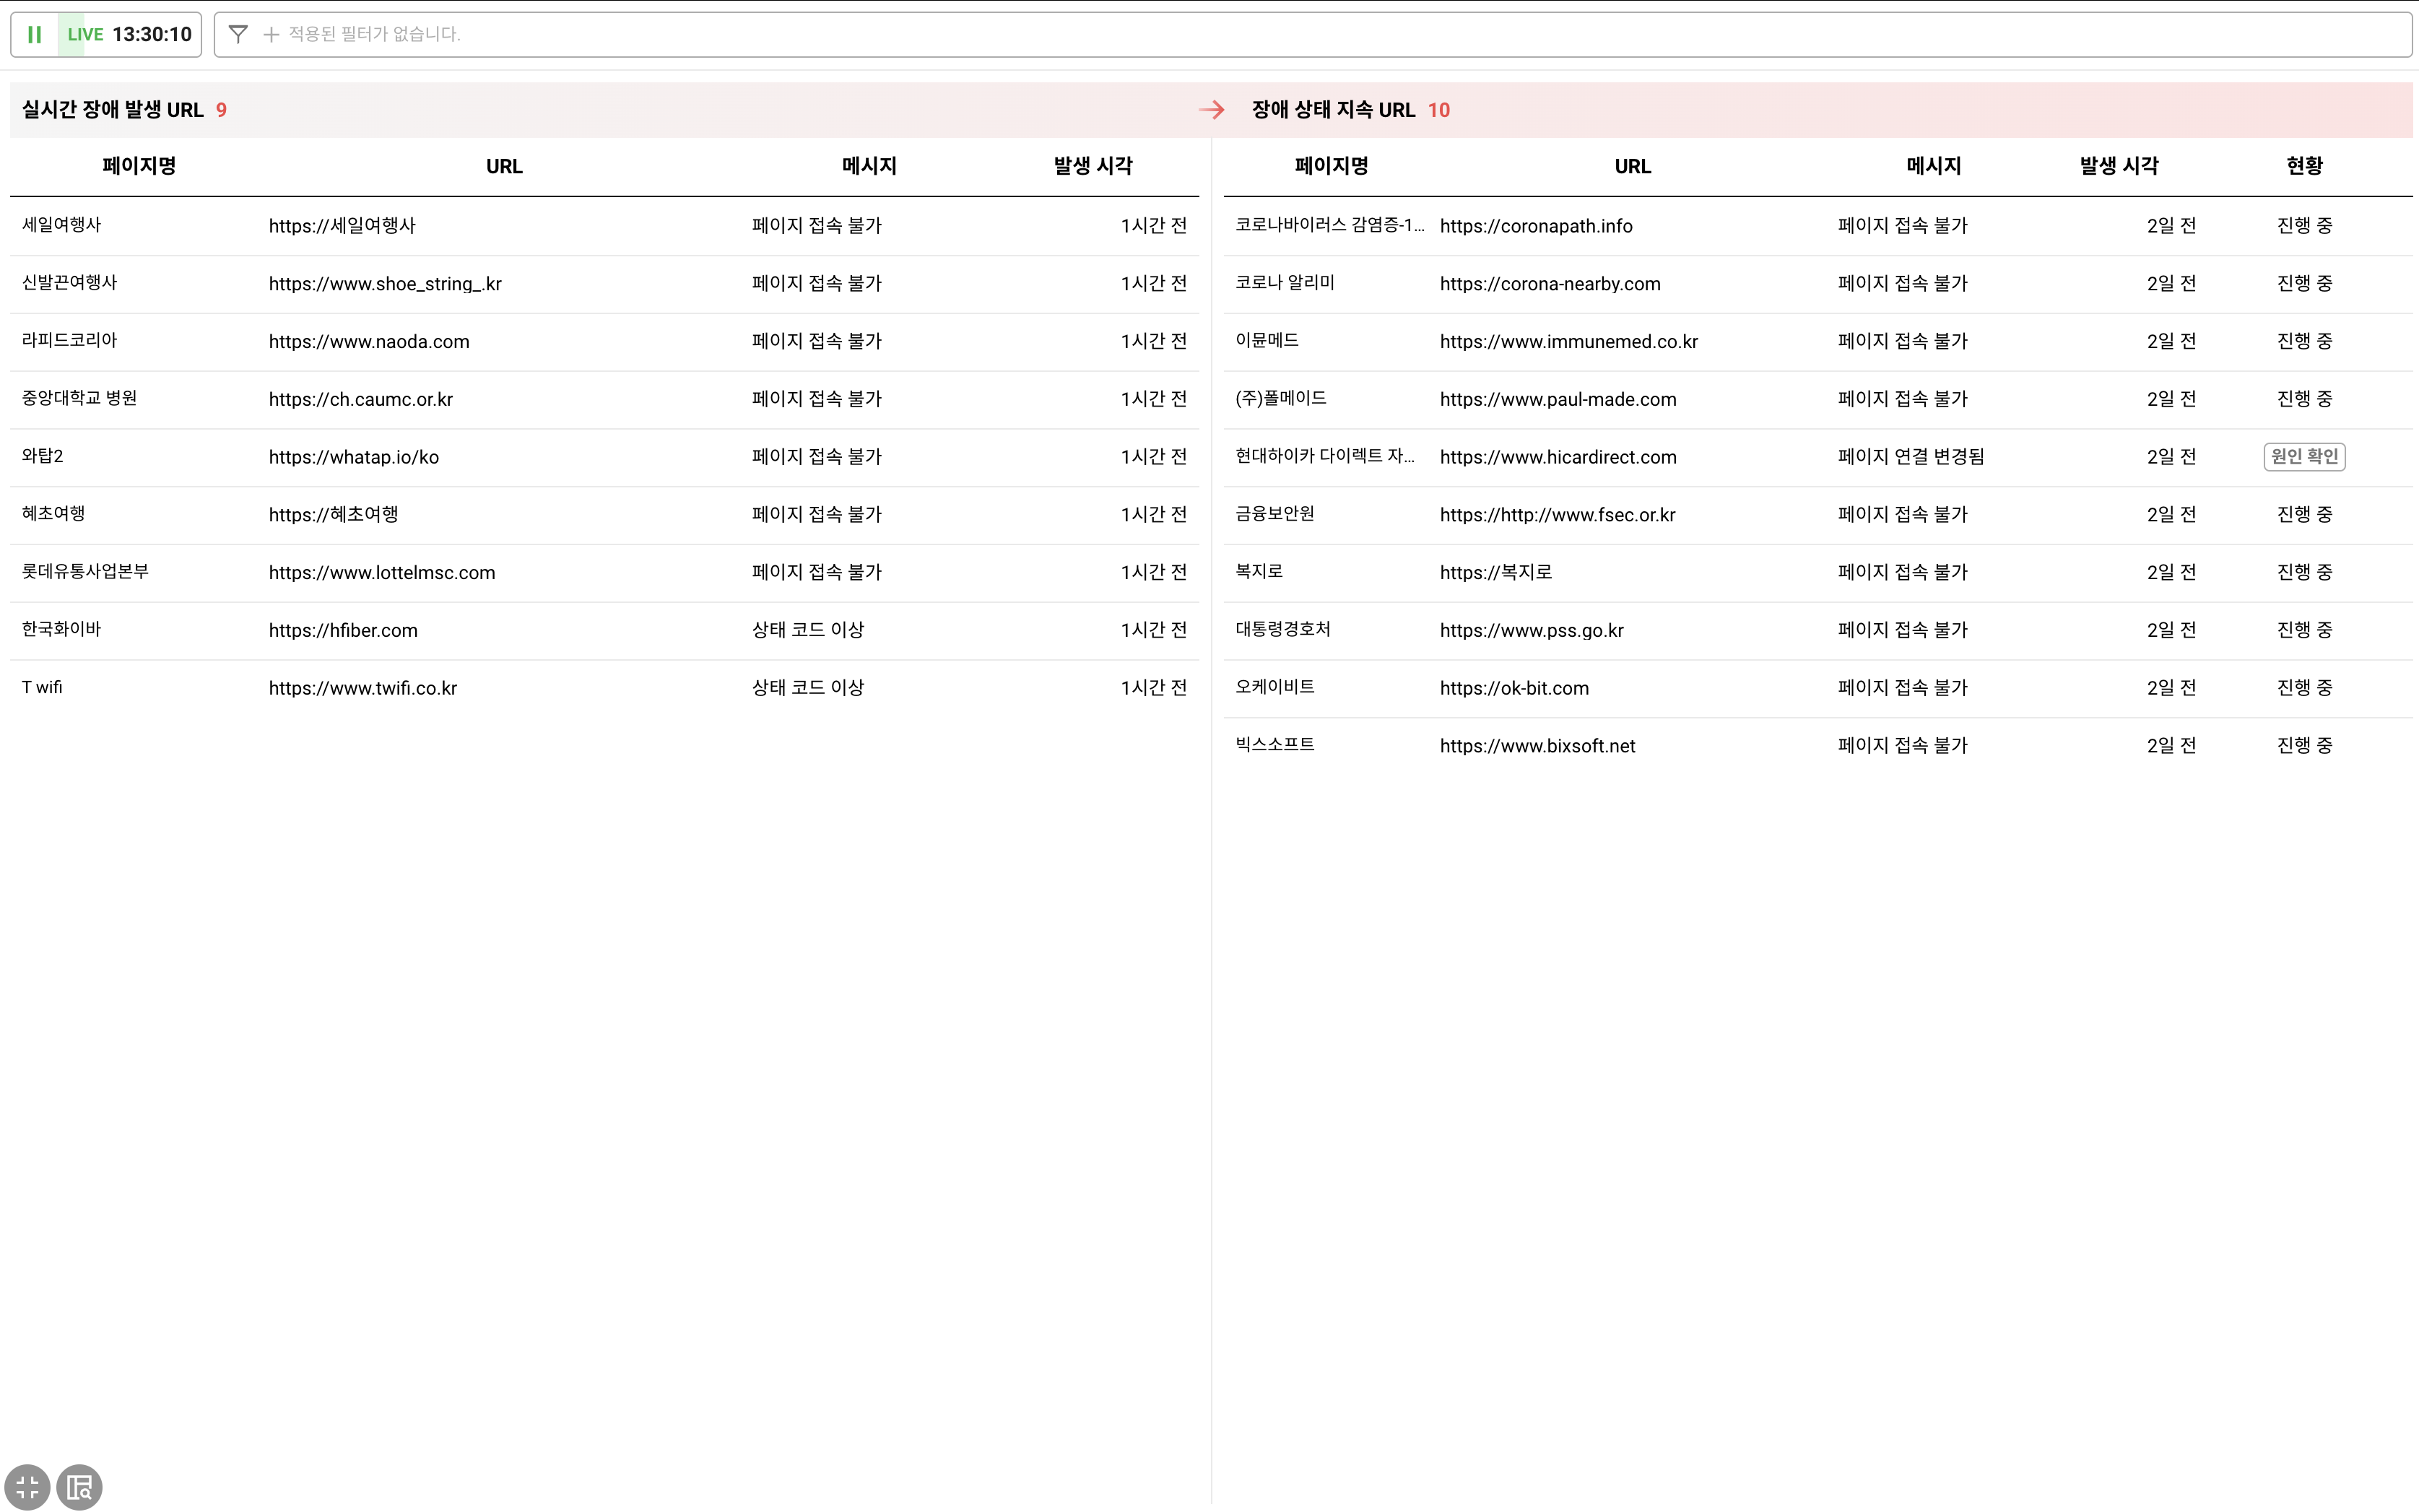 LIVE 13:30:10
적용된 필터가 없습니다.
실시간 장애 발생 URL 9
페이지명 URL 메시지 발생 시각
세일여행사 https://세일여행사 페이지 접속 불가 1시간 전
신발끈여행사 https://www.shoe_string_.kr 페이지 접속 불가 1시간 전
라피드코리아 https://www.naoda.com 페이지 접속 불가 1시간 전
중앙대학교 병원 https://ch.caumc.or.kr 페이지 접속 불가 1시간 전
와탑2 https://whatap.io/ko 페이지 접속 불가 1시간 전
혜초여행 https://혜초여행 페이지 접속 불가 1시간 전
롯데유통사업본부 https://www.lottelmsc.com 페이지 접속 불가 1시간 전
한국화이바 https://hfiber.com 상태 코드 이상 1시간 전
T wifi https://www.twifi.co.kr 상태 코드 이상 1시간 전
장애 상태 지속 URL 10
페이지명 URL 메시지 발생 시각 현황
코로나바이러스 감염증-1... https://coronapath.info 페이지 접속 불가 2일 전 진행 중
코로나 알리미 https://corona-nearby.com 페이지 접속 불가 2일 전 진행 중
이뮨메드 https://www.immunemed.co.kr 페이지 접속 불가 2일 전 진행 중
(주)폴메이드 https://www.paul-made.com 페이지 접속 불가 2일 전 진행 중
현대하이카 다이렉트 자... https://www.hicardirect.com 페이지 연결 변경됨 2일 전 원인 확인
금융보안원 https://http://www.fsec.or.kr 페이지 접속 불가 2일 전 진행 중
복지로 https://복지로 페이지 접속 불가 2일 전 진행 중
대통령경호처 https://www.pss.go.kr 페이지 접속 불가 2일 전 진행 중
오케이비트 https://ok-bit.com 페이지 접속 불가 2일 전 진행 중
빅스소프트 https://www.bixsoft.net 페이지 접속 불가 2일 전 진행 중